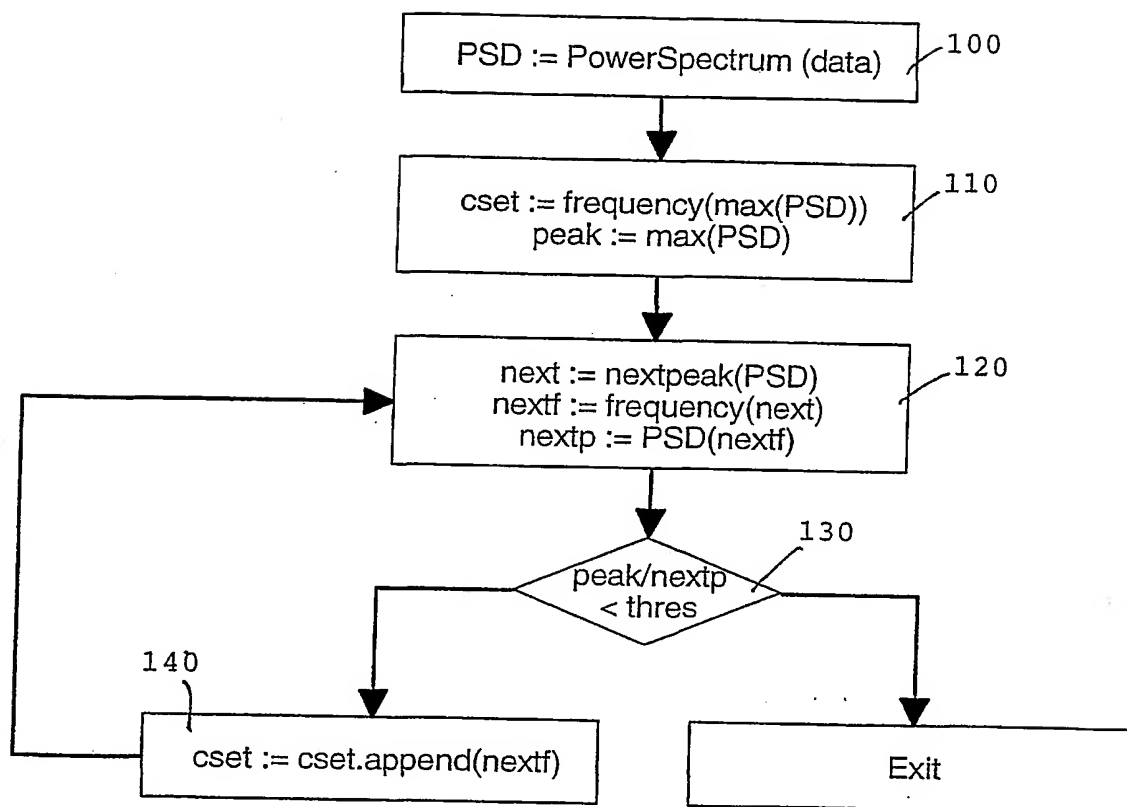 PSD := PowerSpectrum (data)
100
cset := frequency(max(PSD))
peak := max(PSD)
110
next := nextpeak(PSD)
nextf := frequency(next)
nextp := PSD(nextf)
120
peak/nextp
< thres
130
140
cset := cset.append(nextf)
Exit